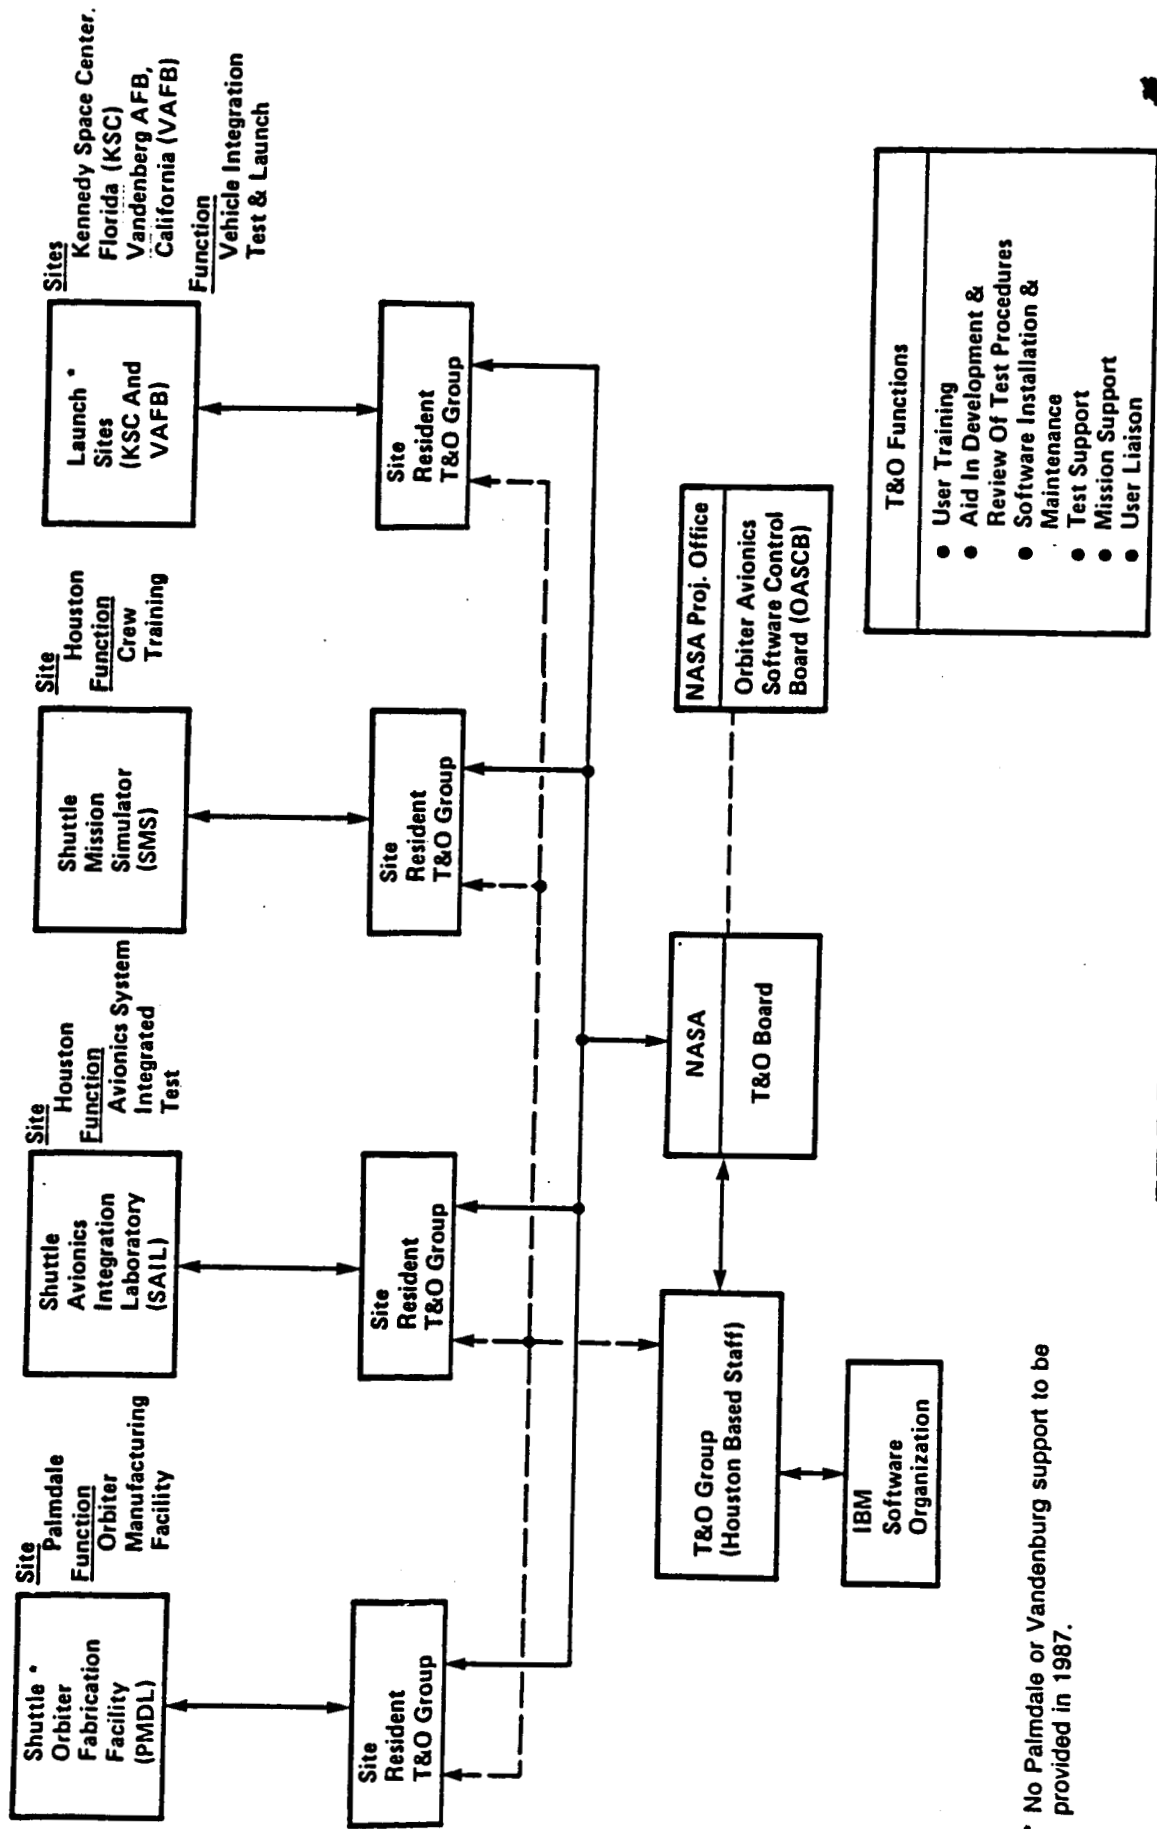 Shuttle *
Orbiter
Fabrication
Facility
(PMDL)
Site
Palmdale
Function
Orbiter
Manufacturing
Facility
Shuttle
Avionics
Integration
Laboratory
(SAIL)
Site
Houston
Function
Avionics System
Integrated
Test
Shuttle
Mission
Simulator
(SMS)
Site
Houston
Function
Crew
Training
Launch *
Sites
(KSC And
VAFB)
Sites
Kennedy Space Center.
Florida (KSC)
Vandenberg AFB,
California (VAFB)
Function
Vehicle Integration
Test & Launch
Site
Resident
T&O Group
Site
Resident
T&O Group
Site
Resident
T&O Group
Site
Resident
T&O Group
T&O Group
(Houston Based Staff)
NASA
T&O Board
NASA Proj. Office
Orbiter Avionics
Software Control
Board (OASCB)
IBM
Software
Organization
T&O Functions
● User Training
● Aid In Development &
Review Of Test Procedures
● Software Installation &
Maintenance
● Test Support
● Mission Support
● User Liaison
* No Palmdale or Vandenburg support to be
provided in 1987.